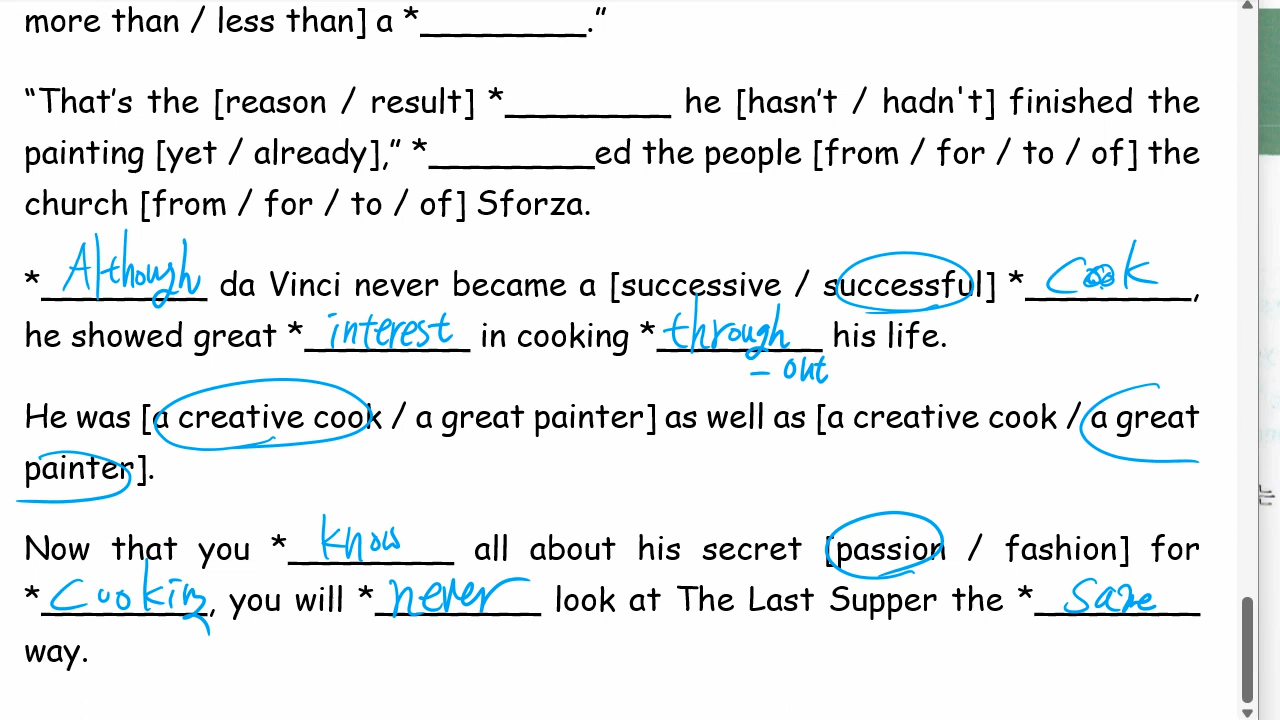 more than / less than] a *_________.”
“That’s the [reason / result] *_________ he [hasn’t / hadn't] finished the
painting [yet / already],” *_________ed the people [from / for / to / of] the
church [from / for / to / of] Sforza.
*Although da Vinci never became a [successive / successful] *cook,
he showed great *interest in cooking *through his life.
- out
He was [a creative cook / a great painter] as well as [a creative cook / a great
painter].
Now that you *know all about his secret [passion / fashion] for
*cooking, you will *never look at The Last Supper the *same
way.